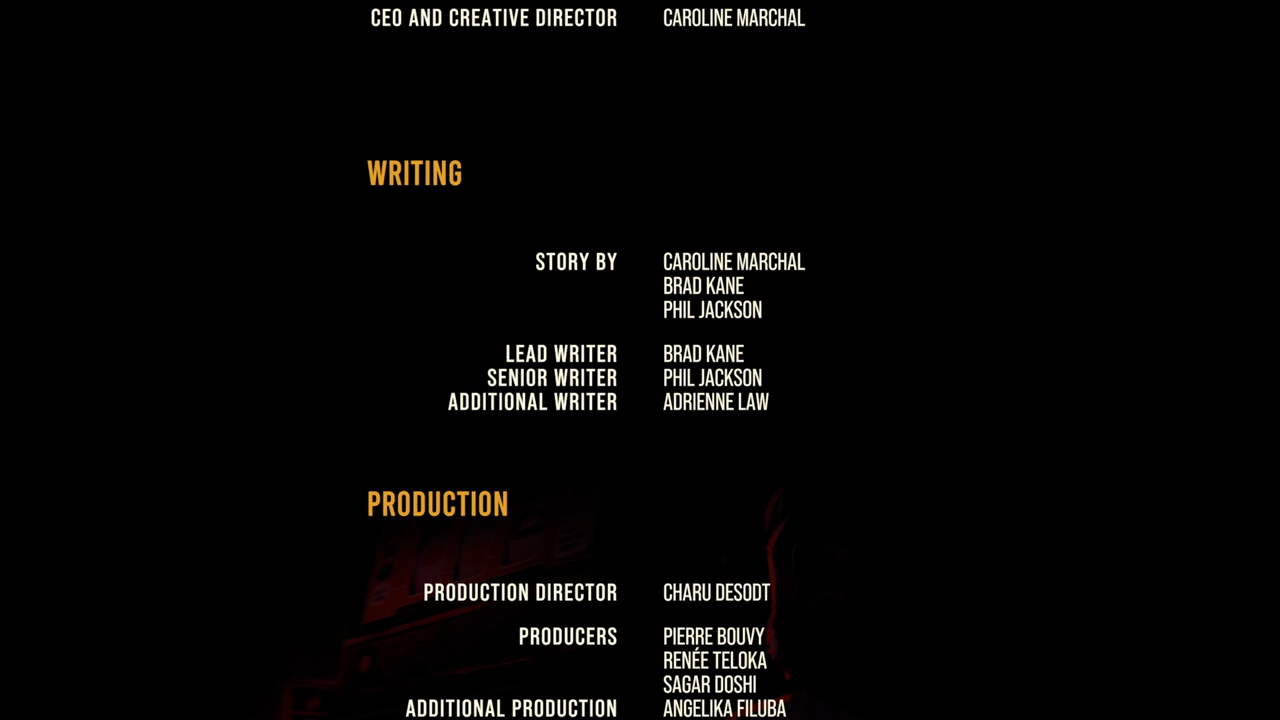 CEO AND CREATIVE DIRECTOR CAROLINE MARCHAL
WRITING
STORY BY CAROLINE MARCHAL
BRAD KANE
PHIL JACKSON
LEAD WRITER BRAD KANE
SENIOR WRITER PHIL JACKSON
ADDITIONAL WRITER ADRIENNE LAW
PRODUCTION
PRODUCTION DIRECTOR CHARU DESODT
PRODUCERS PIERRE BOUVY
RENÉE TELOKA
SAGAR DOSHI
ADDITIONAL PRODUCTION ANGELIKA FILUBA